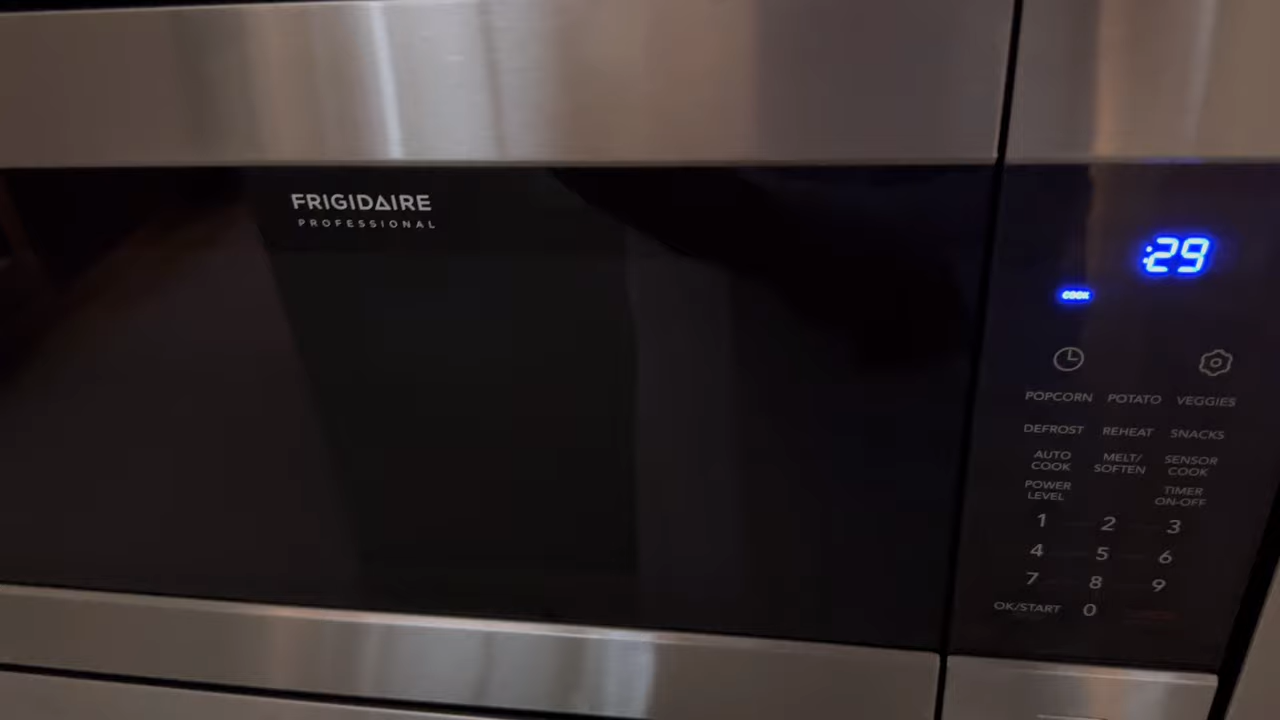 FRIGIDAIRE
PROFESSIONAL
:29
COOK
POPCORN POTATO VEGGIES
DEFROST REHEAT SNACKS
AUTO COOK MELT/ SOFTEN SENSOR COOK
POWER LEVEL TIMER ON-OFF
1 2 3
4 5 6
7 8 9
OK/START 0